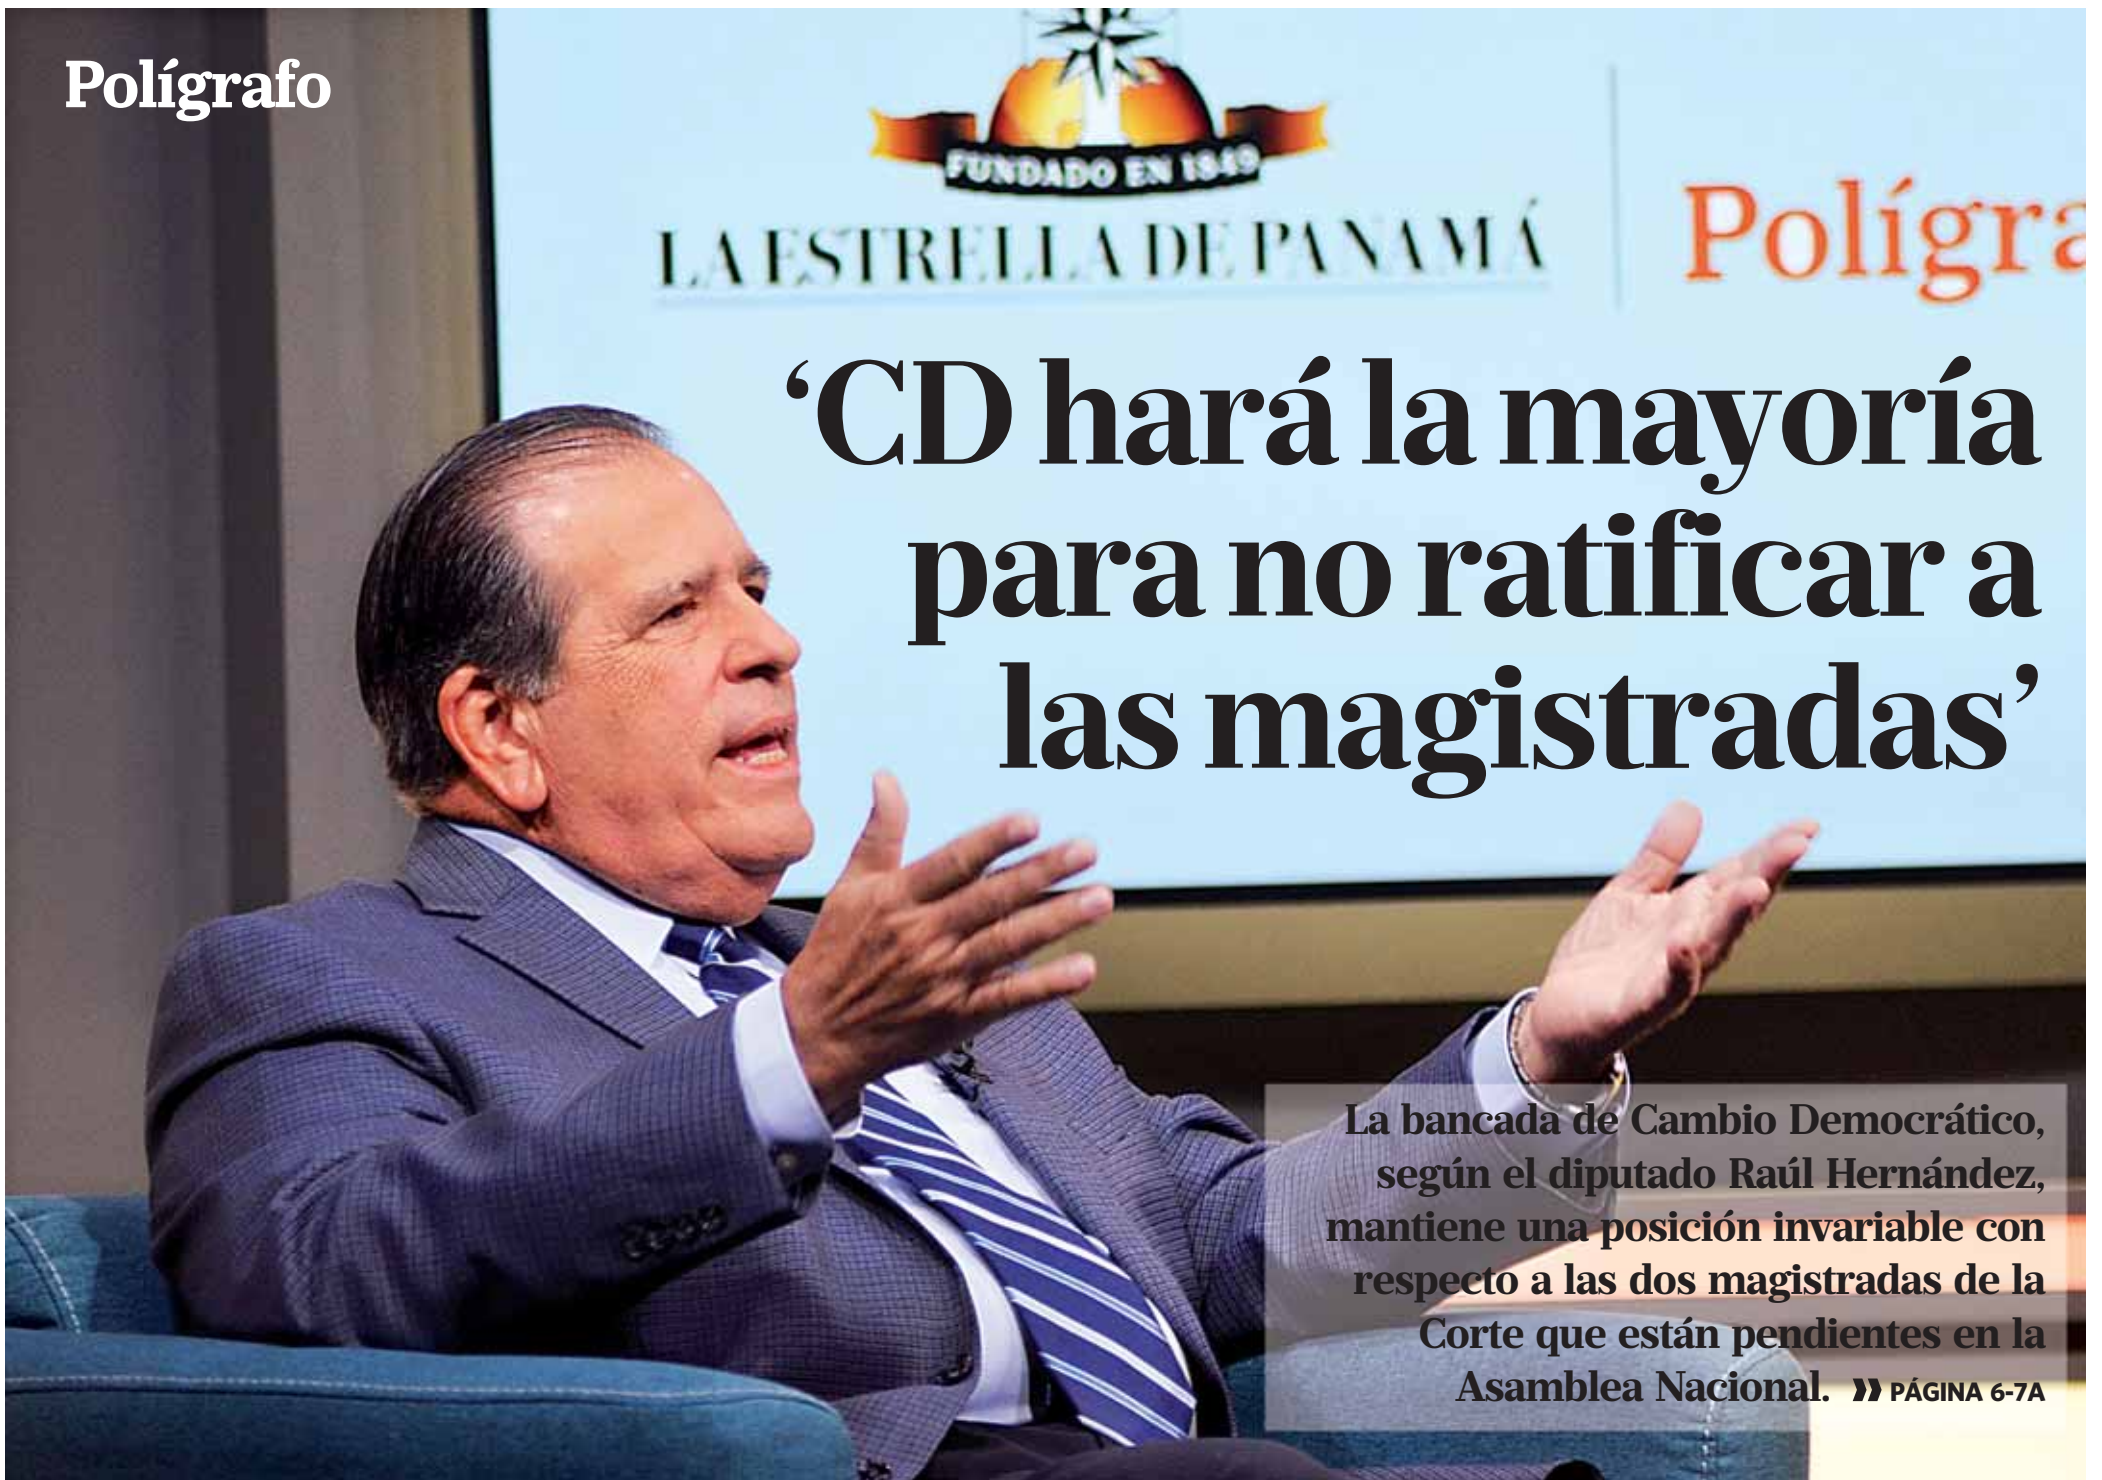 Polígrafo
FUNDADO EN 1849
LA ESTRELLA DE PANAMÁ
Polígra
‘CD hará la mayoría
para no ratificar a
las magistradas’
La bancada de Cambio Democrático,
según el diputado Raúl Hernández,
mantiene una posición invariable con
respecto a las dos magistradas de la
Corte que están pendientes en la
Asamblea Nacional. » PÁGINA 6-7A